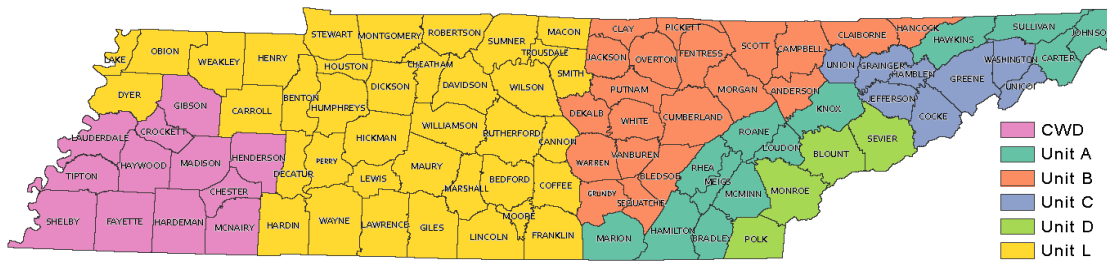 LAKE
OBION
WEAKLEY
HENRY
STEWART
MONTGOMERY
ROBERTSON
SUMNER
MACON
TROUSDALE
CLAY
PICKETT
SCOTT
CAMPBELL
CLAIBORNE
HANCOCK
HAWKINS
SULLIVAN
JOHNSO
CARTER
DYER
GIBSON
CARROLL
BENTON
HOUSTON
HUMPHREYS
DICKSON
CHEATHAM
DAVIDSON
WILSON
SMITH
JACKSON
OVERTON
FENTRESS
PUTNAM
MORGAN
ANDERSON
UNION
GRAINGER
HAMBLEN
GREENE
WASHINGTON
UNICOI
JEFFERSON
COCKE
KNOX
LAUDERDALE
CROCKETT
HAYWOOD
MADISON
HENDERSON
DECATUR
PERRY
HICKMAN
WILLIAMSON
RUTHERFORD
CANNON
DEKALB
WHITE
CUMBERLAND
ROANE
LOUDON
BLOUNT
SEVIER
TIPTON
CHESTER
LEWIS
MAURY
MARSHALL
BEDFORD
COFFEE
WARREN
VANBUREN
BLEDSOE
RHEA
MEIGS
MCMINN
MONROE
SHELBY
FAYETTE
HARDEMAN
MCNAIRY
HARDIN
WAYNE
LAWRENCE
GILES
LINCOLN
MOORE
FRANKLIN
GRUNDY
SEQUATCHIE
MARION
HAMILTON
BRADLEY
POLK
CWD
Unit A
Unit B
Unit C
Unit D
Unit L